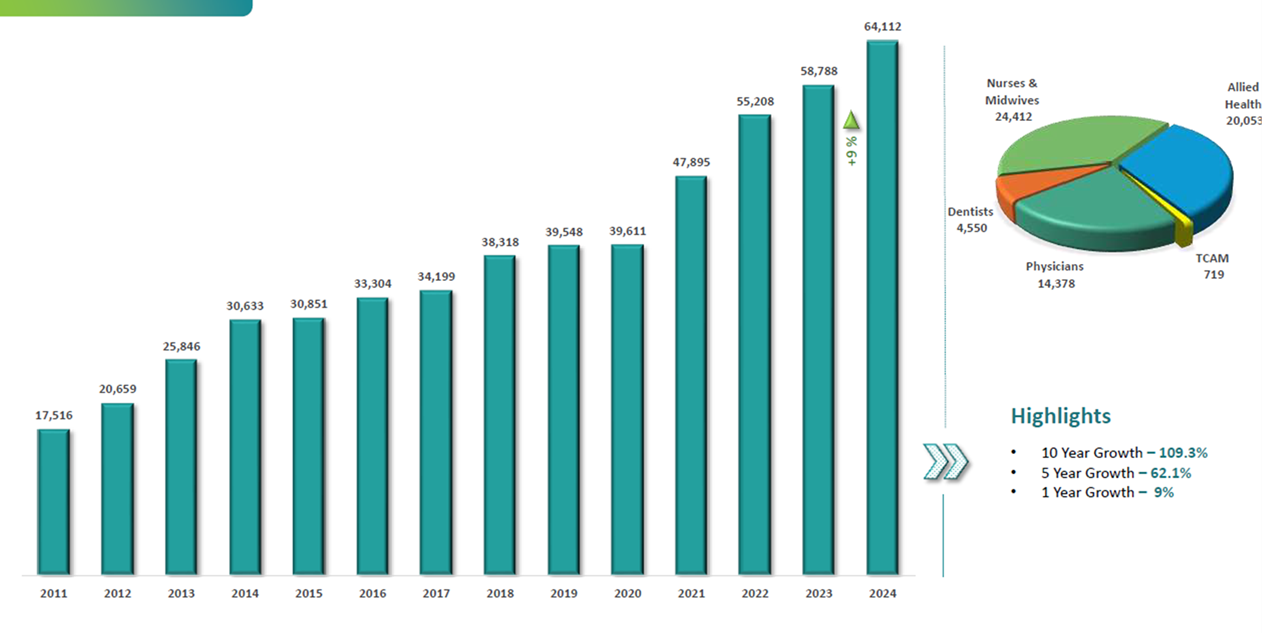 64,112
58,788
55,208
47,895
39,611
39,548
38,318
34,199
33,304
30,851
30,633
25,846
20,659
17,516
+9 %
2011 2012 2013 2014 2015 2016 2017 2018 2019 2020 2021 2022 2023 2024
Nurses &
Midwives
24,412
Allied
Health
20,053
Dentists
4,550
Physicians
14,378
TCAM
719
Highlights
• 10 Year Growth – 109.3%
• 5 Year Growth – 62.1%
• 1 Year Growth – 9%